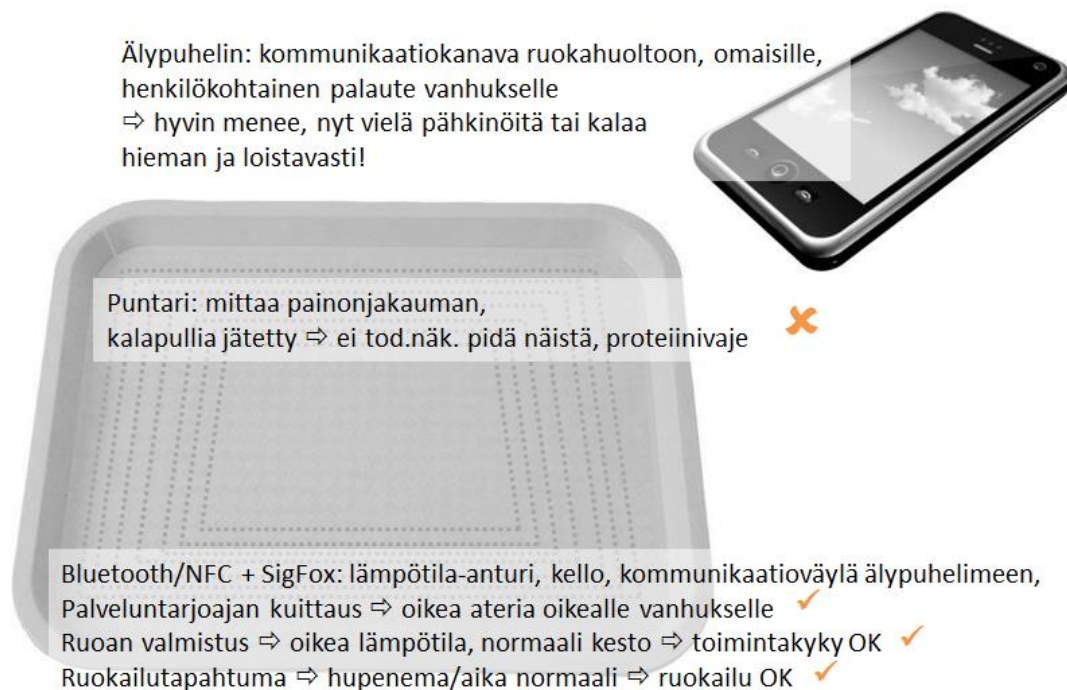 Älypuhelin: kommunikaatiokanava ruokahuoltoon, omaisille,
henkilökohtainen palaute vanhukselle
⇨ hyvin menee, nyt vielä pähkinöitä tai kalaa
hieman ja loistavasti!
Puntari: mittaa painonjakauman,
kalapullia jätetty ⇨ ei tod.näk. pidä näistä, proteiinivaje ✘
Bluetooth/NFC + SigFox: lämpötila-anturi, kello, kommunikaatioväylä älypuhelimeen,
Palveluntarjoajan kuittaus ⇨ oikea ateria oikealle vanhukselle ✓
Ruoan valmistus ⇨ oikea lämpötila, normaali kesto ⇨ toimintakyky OK ✓
Ruokailutapahtuma ⇨ hupenema/aika normaali ⇨ ruokailu OK ✓